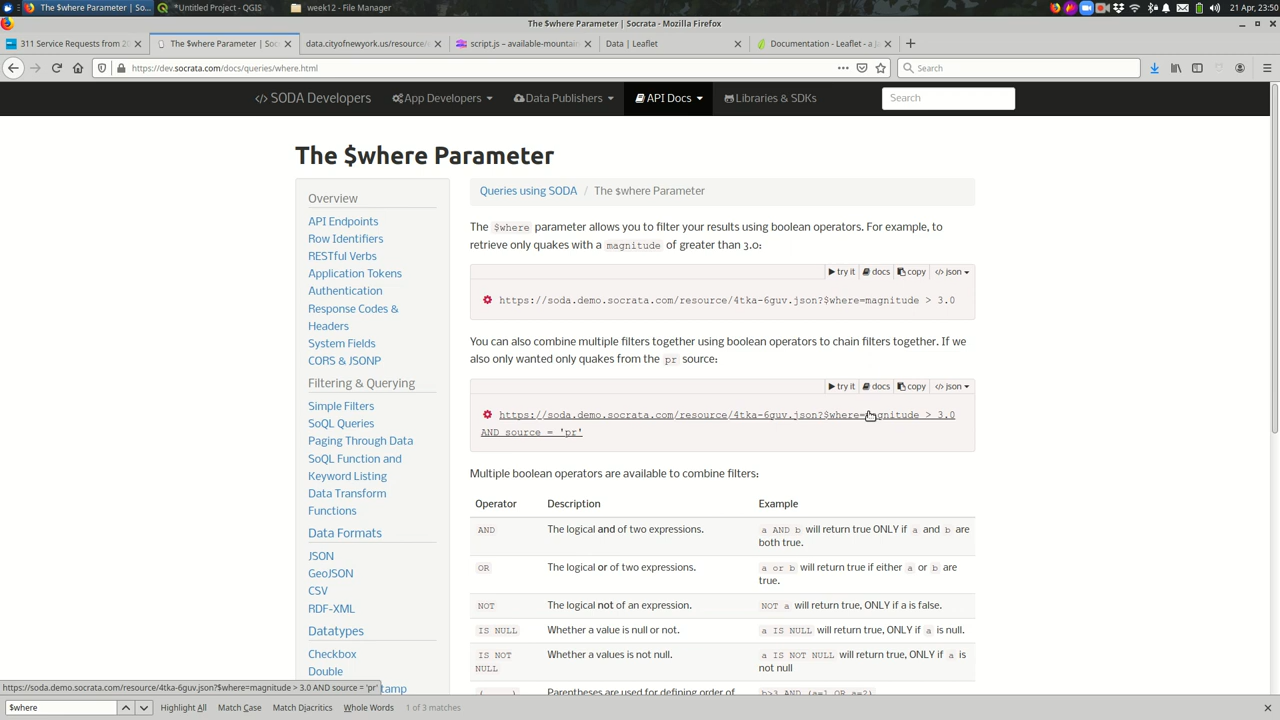 The $where Parameter | So
*Untitled Project - QGIS
week12 - File Manager
21 Apr, 23:50
The $where Parameter | Socrata - Mozilla Firefox
311 Service Requests from 2
The $where Parameter | Soc
data.cityofnewyork.us/resource/
script.js – available-mountain
Data | Leaflet
Documentation - Leaflet - a
https://dev.socrata.com/docs/queries/where.html
Search
</> SODA Developers
App Developers
Data Publishers
API Docs
Libraries & SDKs
Search
The $where Parameter
Overview
API Endpoints
Row Identifiers
RESTful Verbs
Application Tokens
Authentication
Response Codes &
Headers
System Fields
CORS & JSONP
Filtering & Querying
Simple Filters
SoQL Queries
Paging Through Data
SoQL Function and
Keyword Listing
Data Transform
Functions
Data Formats
JSON
GeoJSON
CSV
RDF-XML
Datatypes
Checkbox
Double
Queries using SODA / The $where Parameter
The $where parameter allows you to filter your results using boolean operators. For example, to
retrieve only quakes with a magnitude of greater than 3.0:
try it docs copy </> json
https://soda.demo.socrata.com/resource/4tka-6guv.json?$where=magnitude > 3.0
You can also combine multiple filters together using boolean operators to chain filters together. If we
also only wanted only quakes from the pr source:
try it docs copy </> json
https://soda.demo.socrata.com/resource/4tka-6guv.json?$where=magnitude > 3.0
AND source = 'pr'
Multiple boolean operators are available to combine filters:
Operator Description Example
AND The logical and of two expressions. a AND b will return true ONLY if a and b are
both true.
OR The logical or of two expressions. a or b will return true if either a or b are
true.
NOT The logical not of an expression. NOT a will return true, ONLY if a is false.
IS NULL Whether a value is null or not. a IS NULL will return true, ONLY if a is null.
IS NOT Whether a values is not null. a IS NOT NULL will return true, ONLY if a is
NULL not null
Parentheses are used for defining order of b>3 AND (a=1 OR a=2)
https://soda.demo.socrata.com/resource/4tka-6guv.json?$where=magnitude > 3.0 AND source = 'pr'
$where
Highlight All
Match Case
Match Diacritics
Whole Words
1 of 3 matches